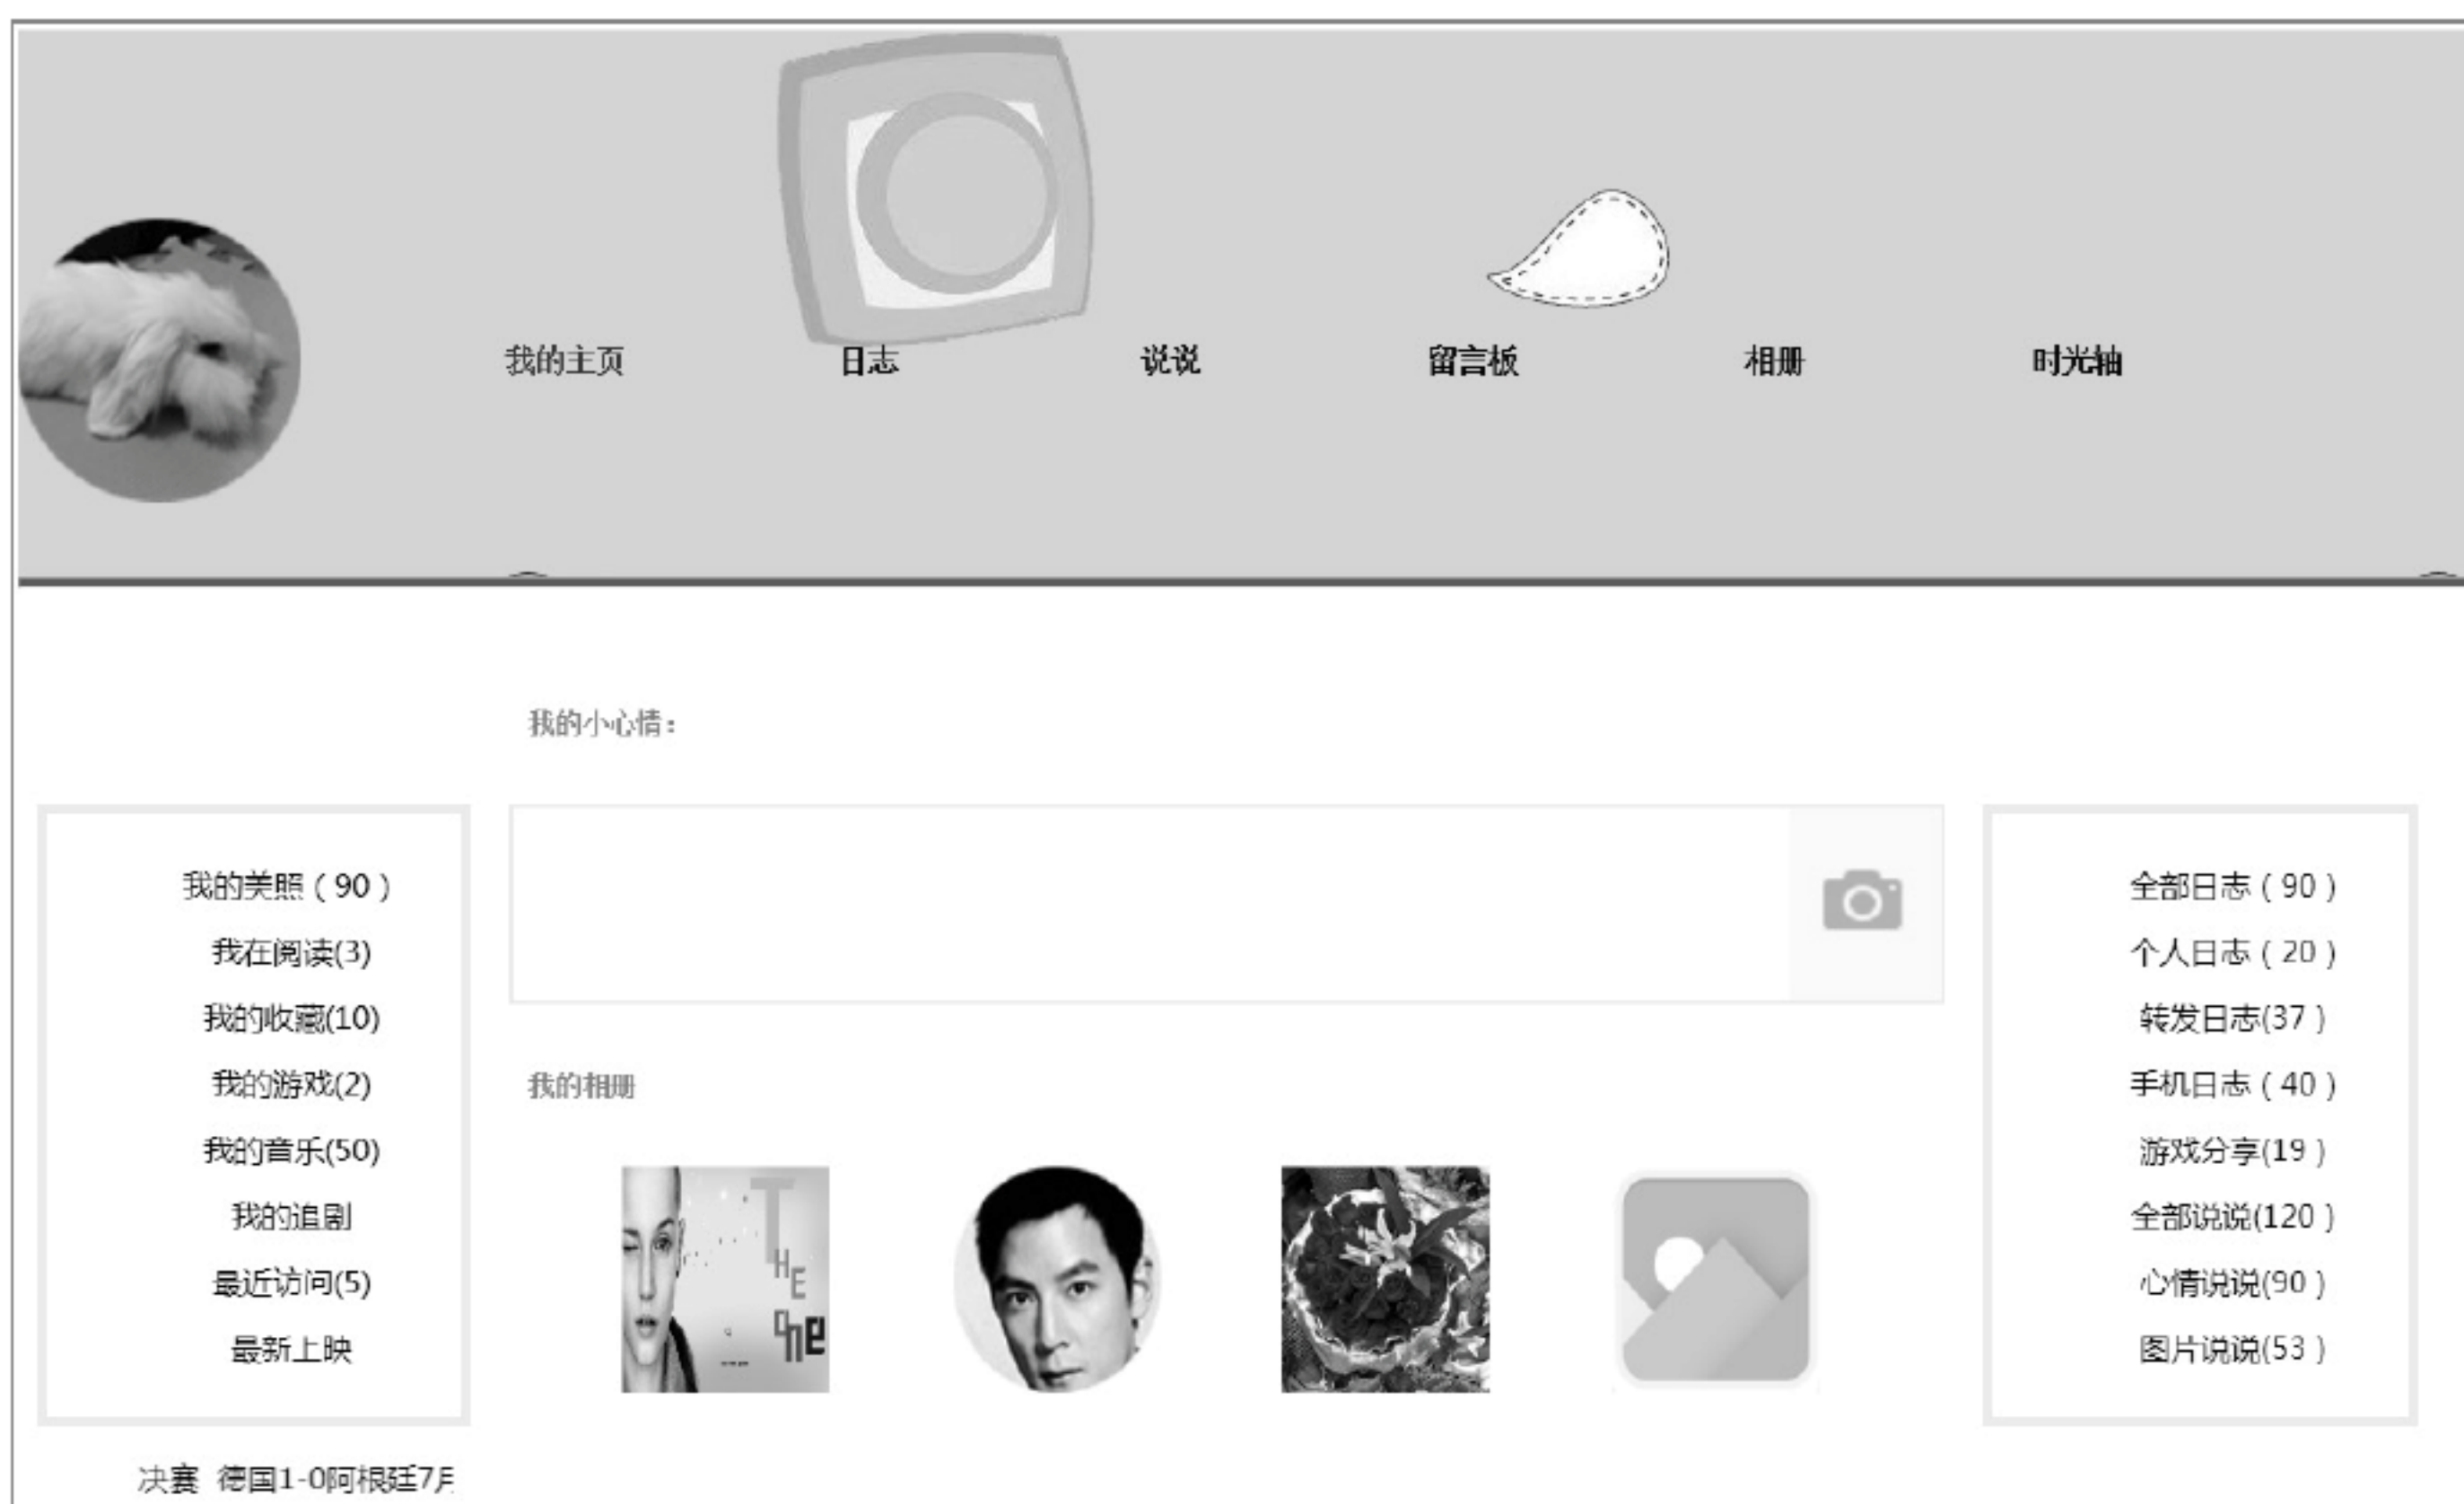 我的主页 日志 说说 留言板 相册 时光轴
我的小心情：
我的美照（90）
我在阅读(3)
我的收藏(10)
我的游戏(2)
我的音乐(50)
我的追剧
最近访问(5)
最新上映
决赛 德国1-0阿根廷7月
我的相册
THE
one
全部日志（90）
个人日志（20）
转发日志(37）
手机日志（40）
游戏分享(19）
全部说说(120）
心情说说(90）
图片说说(53）